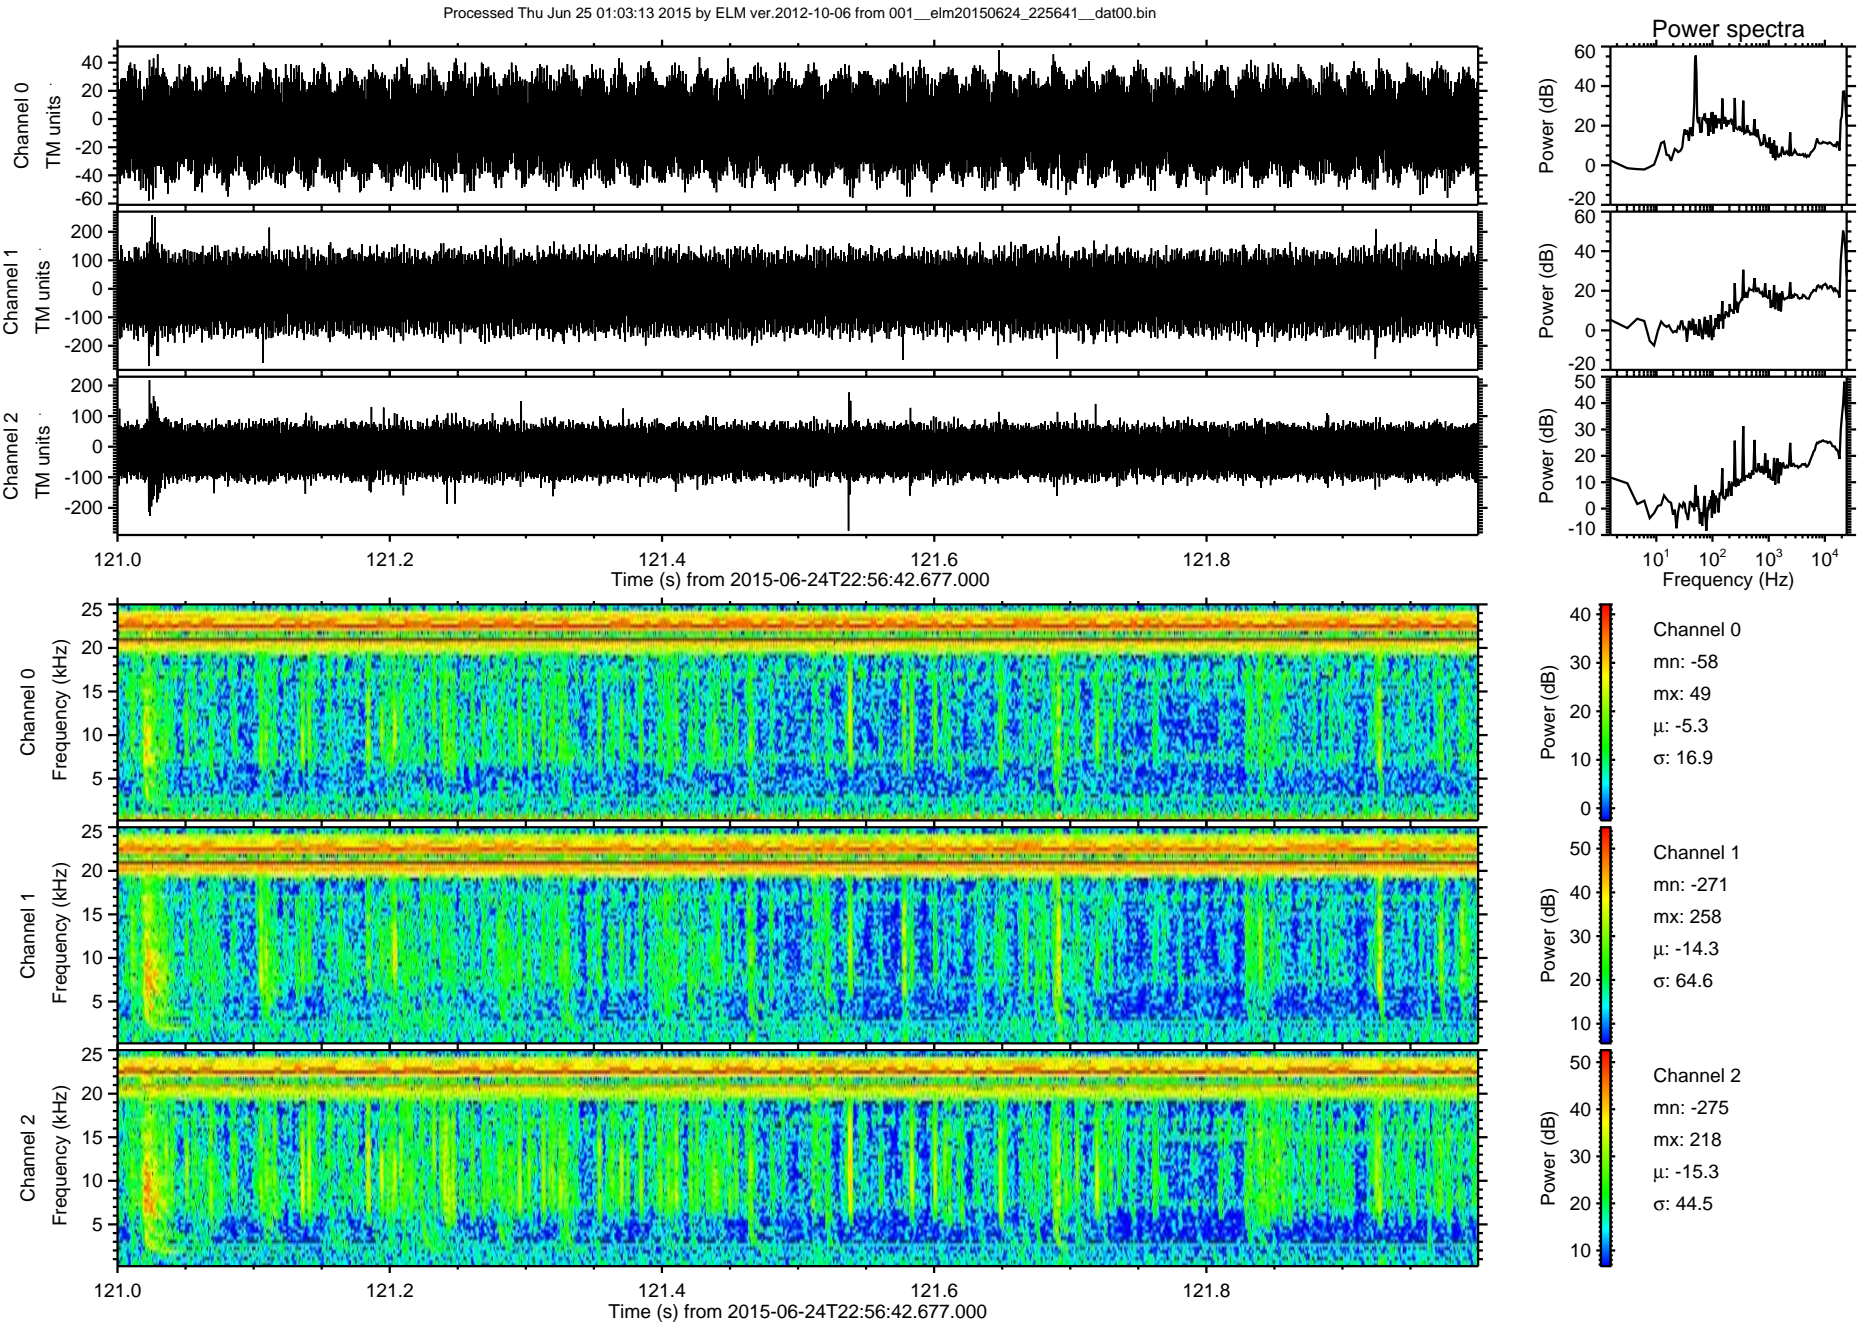 Processed Thu Jun 25 01:03:13 2015 by ELM ver.2012-10-06 from 001__elm20150624_225641__dat00.bin
Power spectra
Channel 0
TM units
40
20
0
-20
-40
-60
Power (dB)
60
40
20
0
-20
Channel 1
TM units
200
100
0
-100
-200
Power (dB)
60
40
20
0
-20
Channel 2
TM units
200
100
0
-100
-200
Power (dB)
50
40
30
20
10
0
-10
121.0 121.2 121.4 121.6 121.8
Time (s) from 2015-06-24T22:56:42.677.000
10^1 10^2 10^3 10^4
Frequency (Hz)
Channel 0
Frequency (kHz)
25
20
15
10
5
Power (dB)
40
30
20
10
0
Channel 0
mn: -58
mx: 49
μ: -5.3
σ: 16.9
Channel 1
Frequency (kHz)
25
20
15
10
5
Power (dB)
50
40
30
20
10
Channel 1
mn: -271
mx: 258
μ: -14.3
σ: 64.6
Channel 2
Frequency (kHz)
25
20
15
10
5
Power (dB)
50
40
30
20
10
Channel 2
mn: -275
mx: 218
μ: -15.3
σ: 44.5
121.0 121.2 121.4 121.6 121.8
Time (s) from 2015-06-24T22:56:42.677.000